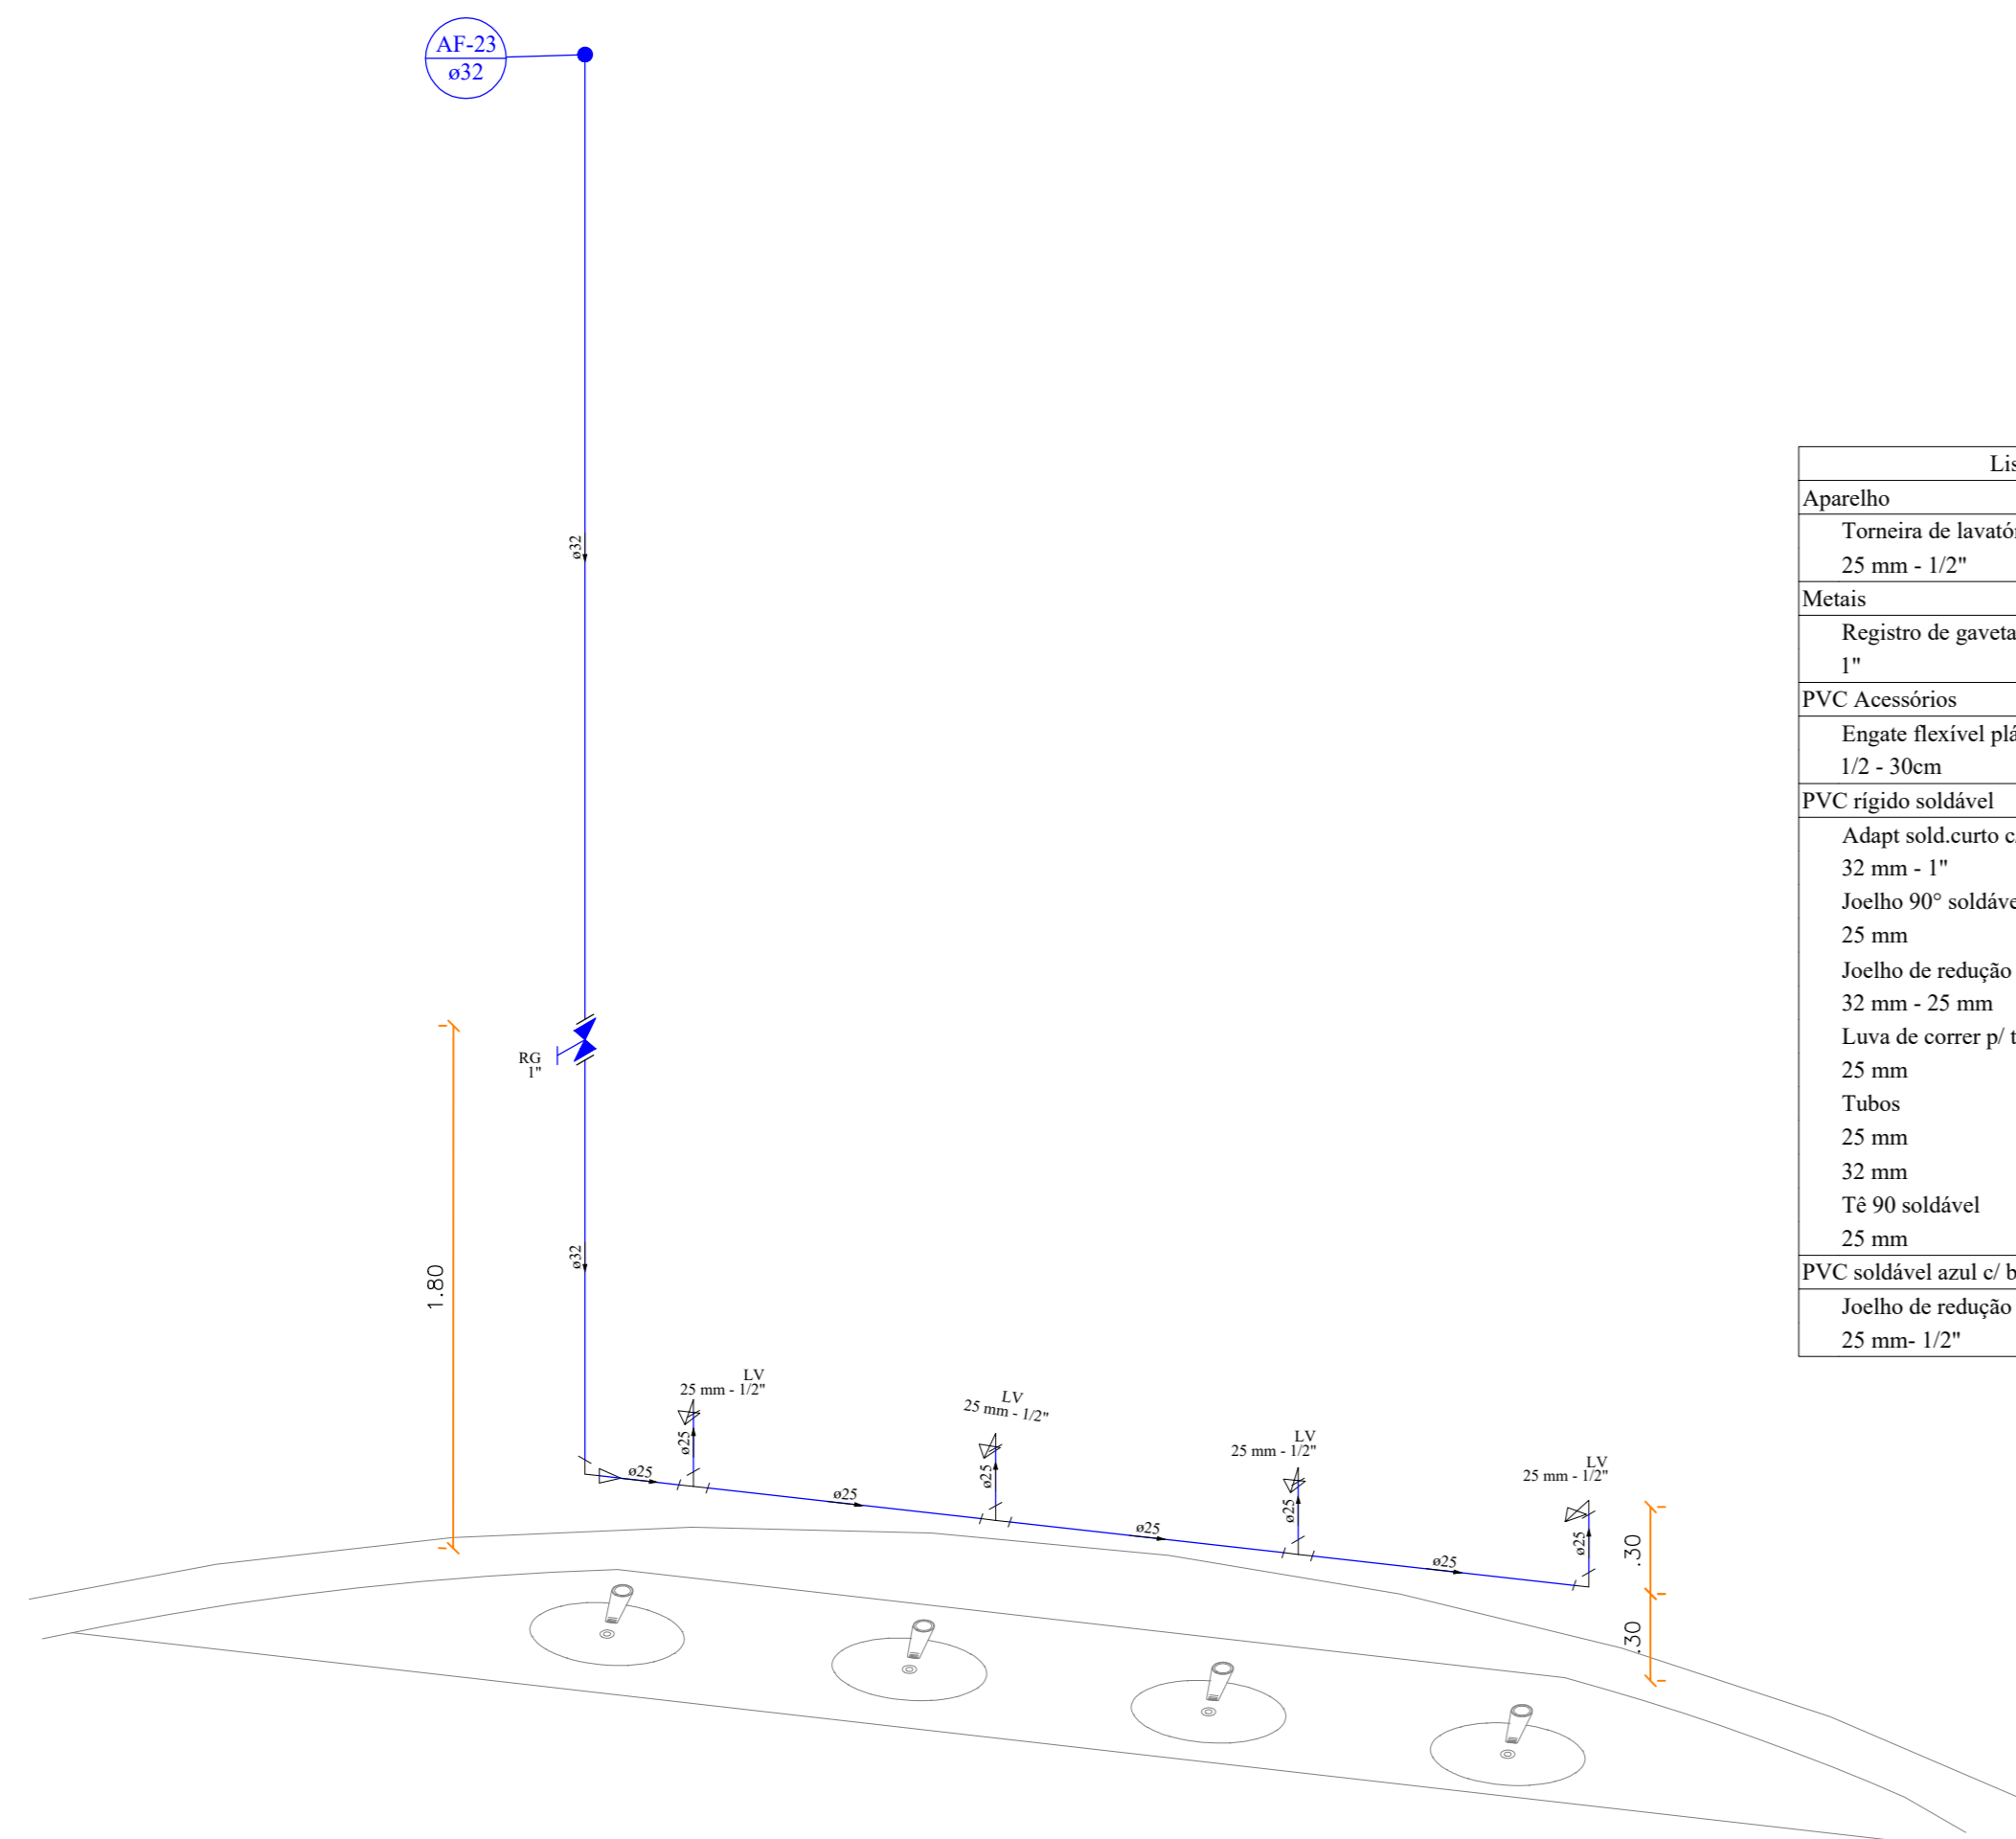 AF-23
ø32
ø32
RG
1"
1.80
ø32
LV
25 mm - 1/2"
ø25
LV
25 mm - 1/2"
ø25
LV
25 mm - 1/2"
ø25
LV
25 mm - 1/2"
ø25
ø25
ø25
ø25
ø25
.30
.30
Aparelho
Torneira de
25 mm - 1/2"
Metais
Registro de gaveta
1"
PVC Acessórios
Engate flexível
1/2 - 30cm
PVC rígido soldável
Adapt sold.curto
32 mm - 1"
Joelho 90°
25 mm
Joelho de redução
32 mm - 25 mm
Luva de correr p/
25 mm
Tubos
25 mm
32 mm
Tê 90 soldável
25 mm
PVC soldável azul c/
Joelho de redução
25 mm- 1/2"